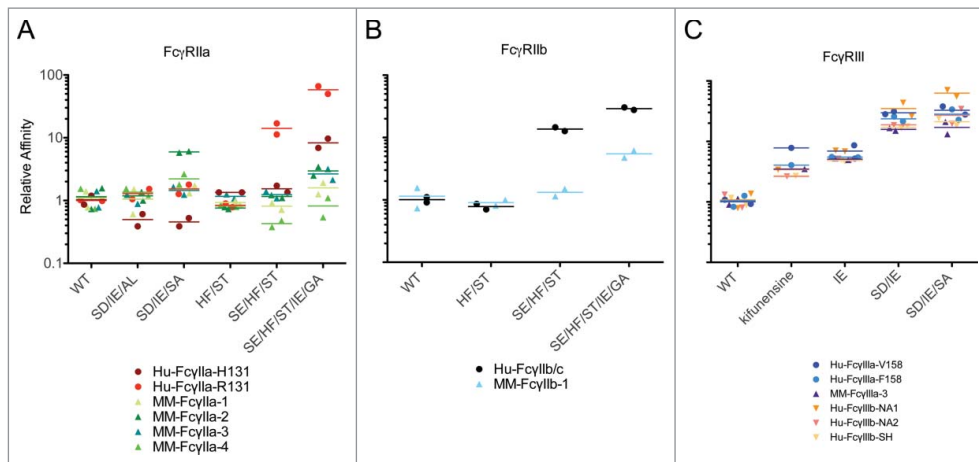 A
FcγRIIa
Relative Affinity
100
10
1
0.1
WT
SD/IE/AL
SD/IE/SA
HF/ST
SE/HF/ST
SE/HF/ST/IE/GA
Hu-FcγIIa-H131
Hu-FcγIIa-R131
MM-FcγIIa-1
MM-FcγIIa-2
MM-FcγIIa-3
MM-FcγIIa-4
B
FcγRIIb
WT
HF/ST
SE/HF/ST
SE/HF/ST/IE/GA
Hu-FcγIIb/c
MM-FcγIIb-1
C
FcγRIII
WT
kifunensine
IE
SD/IE
SD/IE/SA
Hu-FcγIIIa-V158
Hu-FcγIIIa-F158
MM-FcγIIIa-3
Hu-FcγIIIb-NA1
Hu-FcγIIIb-NA2
Hu-FcγIIIb-SH